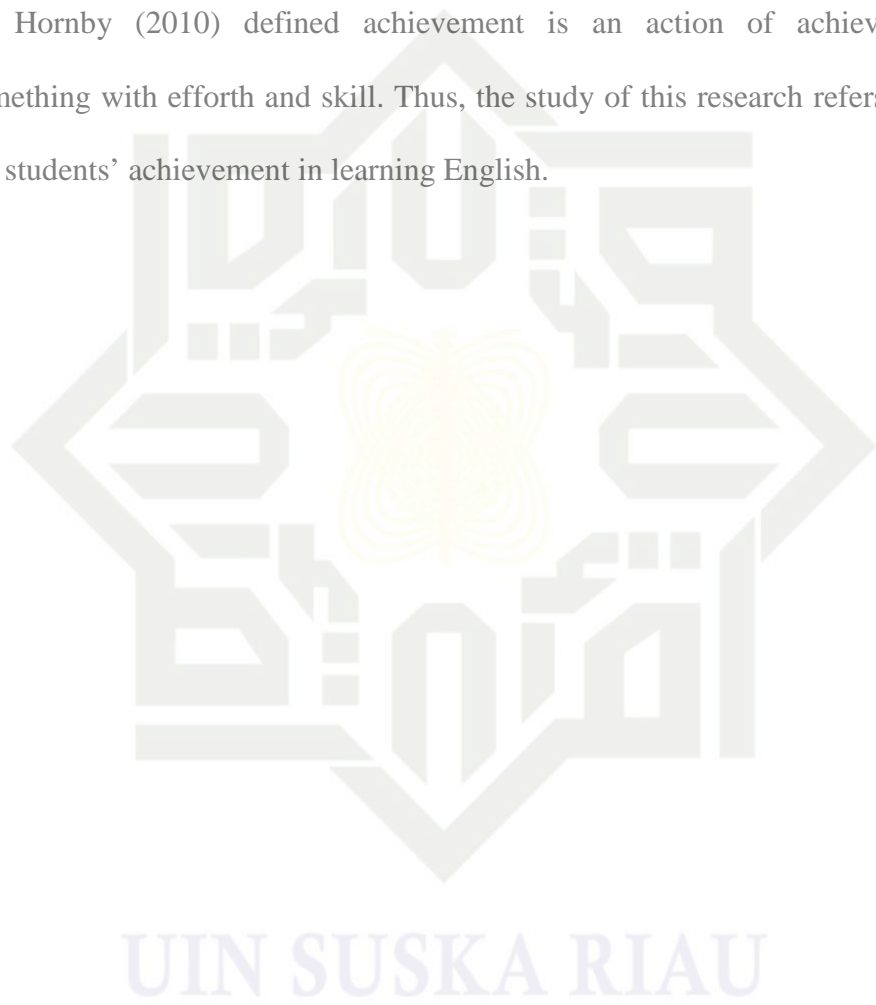 Hornby (2010) defined achievement is an action of achiev
mething with efforth and skill. Thus, the study of this research refers
students’ achievement in learning English.
UIN SUSKA RIAU